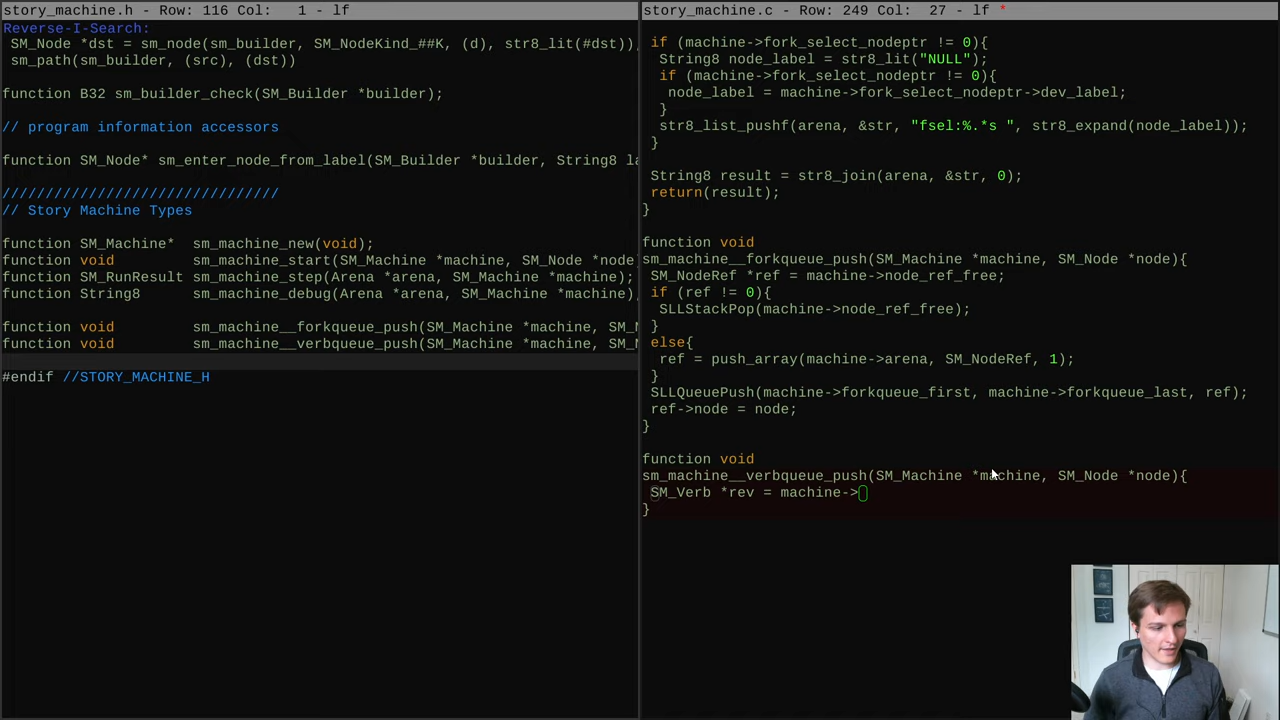 story_machine.h - Row: 116 Col:   1 - lf
Reverse-I-Search:
 SM_Node *dst = sm_node(sm_builder, SM_NodeKind_##K, (d), str8_lit(#dst));
 sm_path(sm_builder, (src), (dst))
function B32 sm_builder_check(SM_Builder *builder);
// program information accessors
function SM_Node* sm_enter_node_from_label(SM_Builder *builder, String8 la
////////////////////////////////
// Story Machine Types
function SM_Machine*  sm_machine_new(void);
function void         sm_machine_start(SM_Machine *machine, SM_Node *node
function SM_RunResult sm_machine_step(Arena *arena, SM_Machine *machine);
function String8      sm_machine_debug(Arena *arena, SM_Machine *machine)
function void         sm_machine__forkqueue_push(SM_Machine *machine, SM_N
function void         sm_machine__verbqueue_push(SM_Machine *machine, SM_N
#endif //STORY_MACHINE_H
story_machine.c - Row: 249 Col:  27 - lf *
 if (machine->fork_select_nodeptr != 0){
  String8 node_label = str8_lit("NULL");
  if (machine->fork_select_nodeptr != 0){
   node_label = machine->fork_select_nodeptr->dev_label;
  }
  str8_list_pushf(arena, &str, "fsel:%.*s ", str8_expand(node_label));
 }
 String8 result = str8_join(arena, &str, 0);
 return(result);
}
function void
sm_machine__forkqueue_push(SM_Machine *machine, SM_Node *node){
 SM_NodeRef *ref = machine->node_ref_free;
 if (ref != 0){
  SLLStackPop(machine->node_ref_free);
 }
 else{
  ref = push_array(machine->arena, SM_NodeRef, 1);
 }
 SLLQueuePush(machine->forkqueue_first, machine->forkqueue_last, ref);
 ref->node = node;
}
function void
sm_machine__verbqueue_push(SM_Machine *machine, SM_Node *node){
 SM_Verb *rev = machine->
}